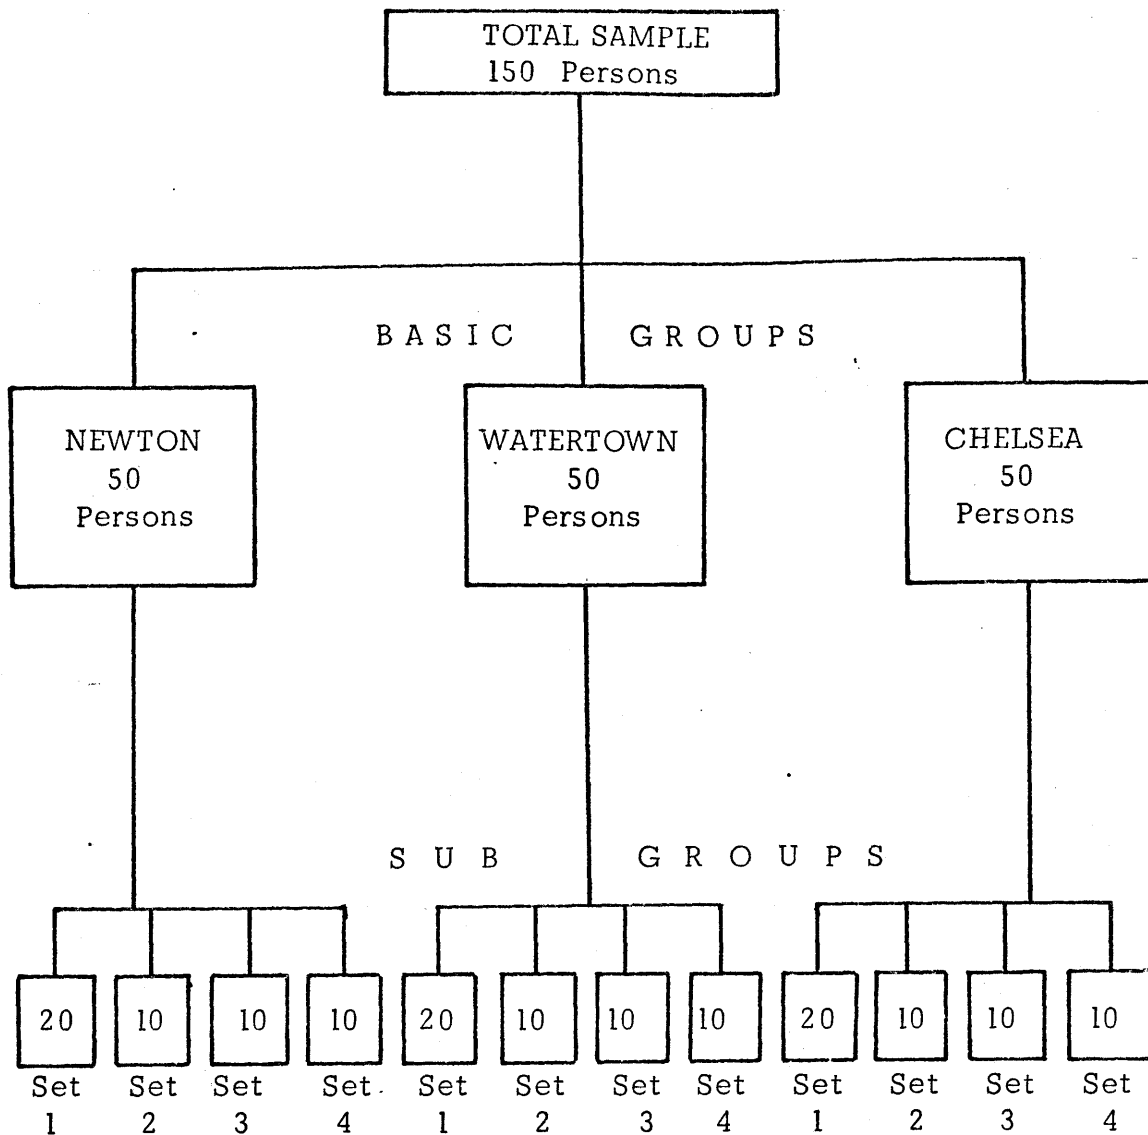 TOTAL SAMPLE
150 Persons
BASIC GROUPS
NEWTON
50
Persons
WATERTOWN
50
Persons
CHELSEA
50
Persons
SUB GROUPS
20 10 10 10 20 10 10 10 20 10 10 10
Set Set Set Set Set Set Set Set Set Set Set Set
1 2 3 4 1 2 3 4 1 2 3 4